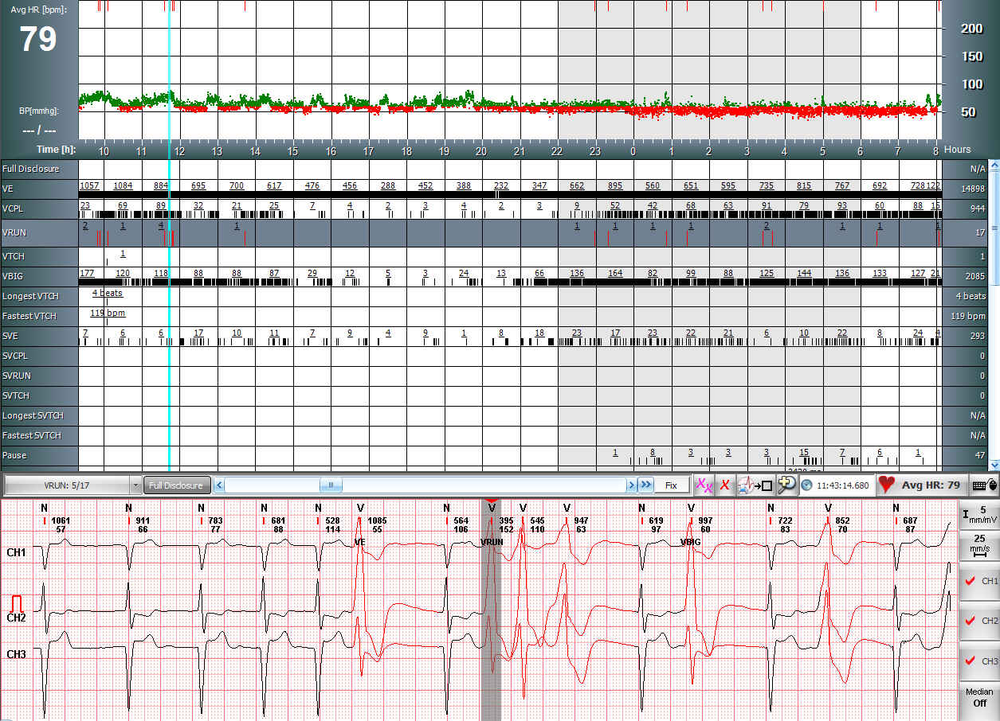 Avg HR [bpm]:
79
200
150
100
BP[mmhg]:
50
--- / ---
Time [h]: 10 11 12 13 14 15 16 17 18 19 20 21 22 23 0 1 2 3 4 5 6 7 8 Hours
Full Disclosure N/A
VE 1057 1084 884 695 700 617 476 456 288 452 388 232 347 662 895 560 651 595 735 815 767 692 728 122 14898
VCPL 23 69 89 32 21 25 7 4 2 3 4 2 3 9 52 42 68 63 91 79 93 60 88 15 944
VRUN 2 1 4 1 1 1 1 1 2 1 1 1 17
VTCH 1 1
VBIG 177 120 118 88 88 87 29 12 5 3 24 13 66 136 164 82 99 88 125 144 136 133 127 21 2085
Longest VTCH 4 beats 4 beats
Fastest VTCH 119 bpm 119 bpm
SVE 7 6 6 17 10 11 7 9 4 9 1 8 18 23 17 23 22 21 6 10 22 8 24 4 293
SVCPL 0
SVRUN 0
SVTCH 0
Longest SVTCH N/A
Fastest SVTCH N/A
Pause 1 8 3 3 3 15 7 6 1 47
VRUN: 5/17 Full Disclosure Fix 11:43:14.680 Avg HR: 79
N N N N N V N V V V N V N V N
1061 911 783 681 528 1085 564 395 545 947 619 997 722 852 687
57 66 77 88 114 55 106 152 110 63 97 60 83 70 87
VE VRUN VBIG
CH1
CH2
CH3
5
mm/mV
25
mm/s
CH1
CH2
CH3
Median
Off